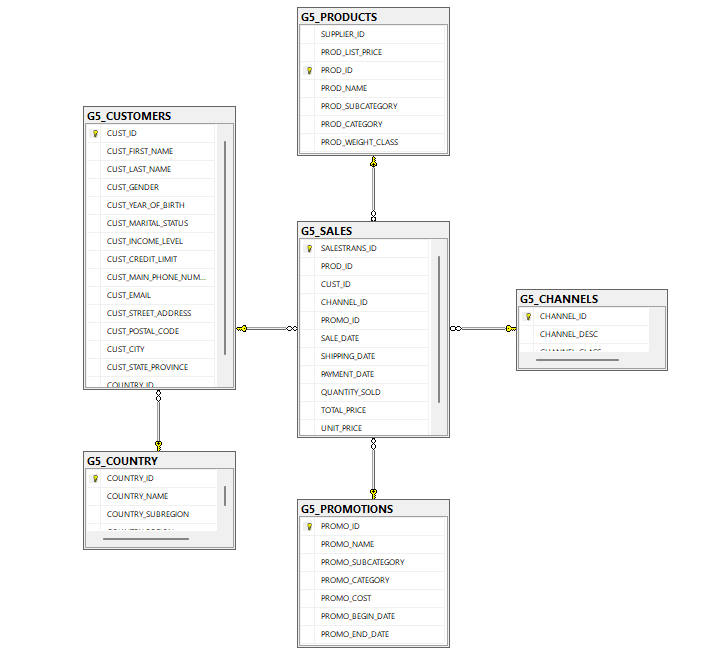 G5_PRODUCTS
SUPPLIER_ID
PROD_LIST_PRICE
PROD_ID
PROD_NAME
PROD_SUBCATEGORY
PROD_CATEGORY
PROD_WEIGHT_CLASS
G5_CUSTOMERS
CUST_ID
CUST_FIRST_NAME
CUST_LAST_NAME
CUST_GENDER
CUST_YEAR_OF_BIRTH
CUST_MARITAL_STATUS
CUST_INCOME_LEVEL
CUST_CREDIT_LIMIT
CUST_MAIN_PHONE_NUM...
CUST_EMAIL
CUST_STREET_ADDRESS
CUST_POSTAL_CODE
CUST_CITY
CUST_STATE_PROVINCE
COUNTRY_ID
G5_SALES
SALESTRANS_ID
PROD_ID
CUST_ID
CHANNEL_ID
PROMO_ID
SALE_DATE
SHIPPING_DATE
PAYMENT_DATE
QUANTITY_SOLD
TOTAL_PRICE
UNIT_PRICE
G5_CHANNELS
CHANNEL_ID
CHANNEL_DESC
G5_COUNTRY
COUNTRY_ID
COUNTRY_NAME
COUNTRY_SUBREGION
G5_PROMOTIONS
PROMO_ID
PROMO_NAME
PROMO_SUBCATEGORY
PROMO_CATEGORY
PROMO_COST
PROMO_BEGIN_DATE
PROMO_END_DATE